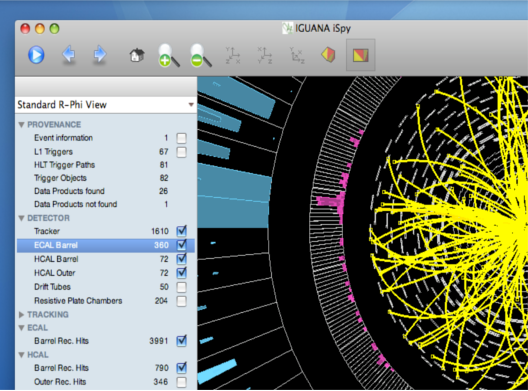 IGUANA iSpy
Standard R-Phi View
PROVENANCE
Event information 1
L1 Triggers 67
HLT Trigger Paths 81
Trigger Objects 82
Data Products found 26
Data Products not found 1
DETECTOR
Tracker 1610
ECAL Barrel 360
HCAL Barrel 72
HCAL Outer 72
Drift Tubes 50
Resistive Plate Chambers 204
TRACKING
ECAL
Barrel Rec. Hits 3991
HCAL
Barrel Rec. Hits 790
Outer Rec. Hits 346